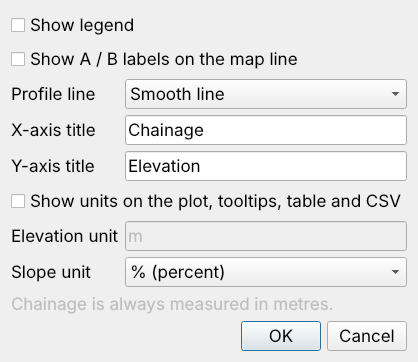 Show legend
Show A / B labels on the map line
Profile line Smooth line
X-axis title Chainage
Y-axis title Elevation
Show units on the plot, tooltips, table and CSV
Elevation unit m
Slope unit % (percent)
Chainage is always measured in metres.
OK Cancel